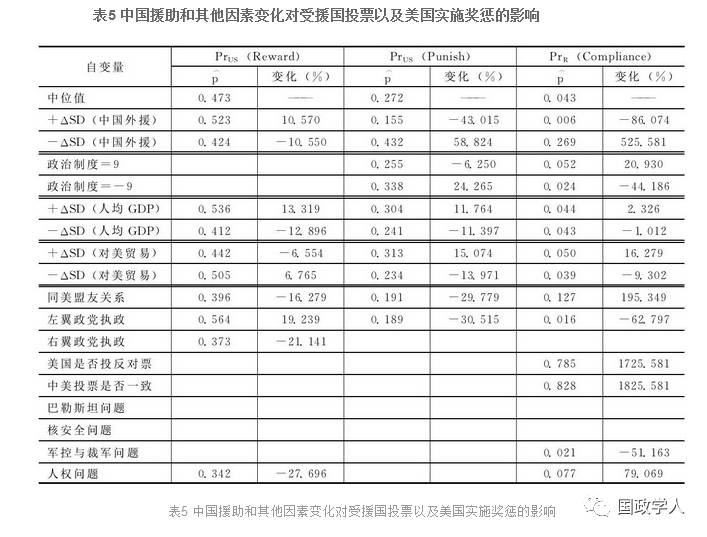 表5 中国援助和其他因素变化对受援国投票以及美国实施奖惩的影响
自变量 PrUS (Reward) PrUS (Punish) PrR (Compliance)
p̂ 变化（%） p̂ 变化（%） p̂ 变化（%）
中位值 0.473 —— 0.272 —— 0.043 ——
+ΔSD（中国外援） 0.523 10.570 0.155 −43.015 0.006 −86.074
−ΔSD（中国外援） 0.424 −10.550 0.432 58.824 0.269 525.581
政治制度=9 0.255 −6.250 0.052 20.930
政治制度=−9 0.338 24.265 0.024 −44.186
+ΔSD（人均GDP） 0.536 13.319 0.304 11.764 0.044 2.326
−ΔSD（人均GDP） 0.412 −12.896 0.241 −11.397 0.043 −1.012
+ΔSD（对美贸易） 0.442 −6.554 0.313 15.074 0.050 16.279
−ΔSD（对美贸易） 0.505 6.765 0.234 −13.971 0.039 −9.302
同美盟友关系 0.396 −16.279 0.191 −29.779 0.127 195.349
左翼政党执政 0.564 19.239 0.189 −30.515 0.016 −62.797
右翼政党执政 0.373 −21.141
美国是否投反对票 0.785 1725.581
中美投票是否一致 0.828 1825.581
巴勒斯坦问题
核安全问题
军控与裁军问题 0.021 −51.163
人权问题 0.342 −27.696 0.077 79.069
国政学人
表5 中国援助和其他因素变化对受援国投票以及美国实施奖惩的影响